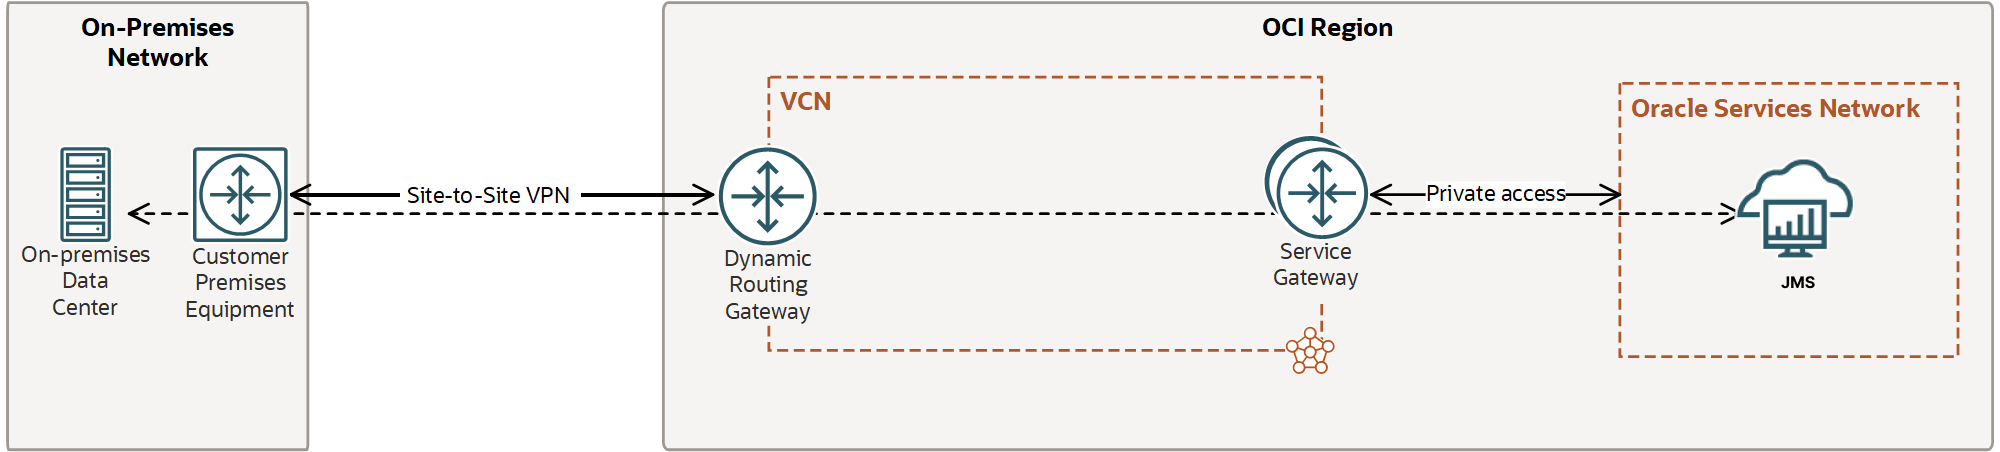 On-Premises
Network
OCI Region
VCN
Oracle Services Network
Site-to-Site VPN
Private access
On-premises
Data
Center
Customer
Premises
Equipment
Dynamic
Routing
Gateway
Service
Gateway
JMS